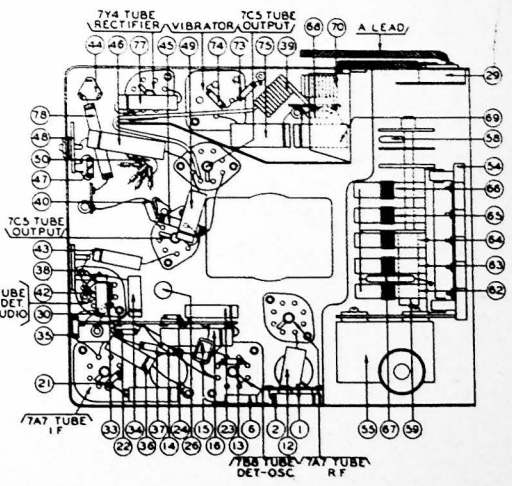 7Y4 TUBE
RECTIFIER
VIBRATOR
7C5 TUBE
OUTPUT
68
70
A LEAD
44
46
77
45
49
74
73
75
39
29
78
69
48
58
50
54
47
66
40
65
7C5 TUBE
OUTPUT
64
43
63
38
62
UBE
DET.
UDIO
42
30
35
21
7A7 TUBE
I F
33
22
34
36
37
14
24
26
15
16
23
13
6
2
12
1
55
67
59
7B8 TUBE
DET-OSC
7A7 TUBE
R F